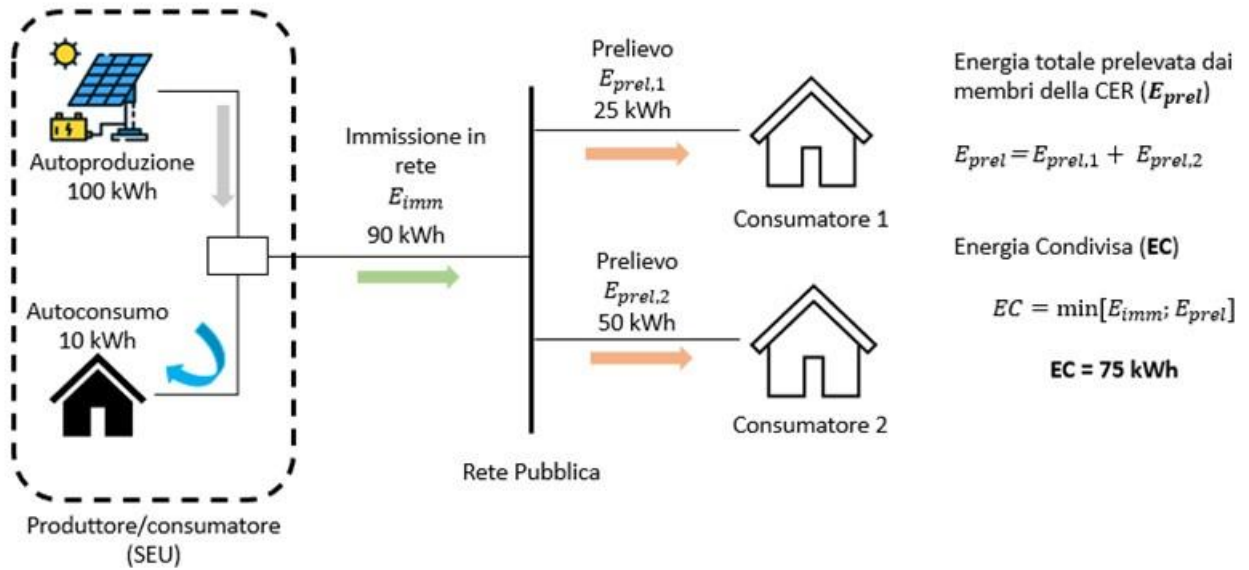 Autoproduzione
100 kWh
Autoconsumo
10 kWh
Produttore/consumatore
(SEU)
Immissione in
rete
E_imm
90 kWh
Prelievo
E_prel,1
25 kWh
Prelievo
E_prel,2
50 kWh
Rete Pubblica
Consumatore 1
Consumatore 2
Energia totale prelevata dai
membri della CER (E_prel)
E_prel = E_prel,1 + E_prel,2
Energia Condivisa (EC)
EC = min[E_imm; E_prel]
EC = 75 kWh